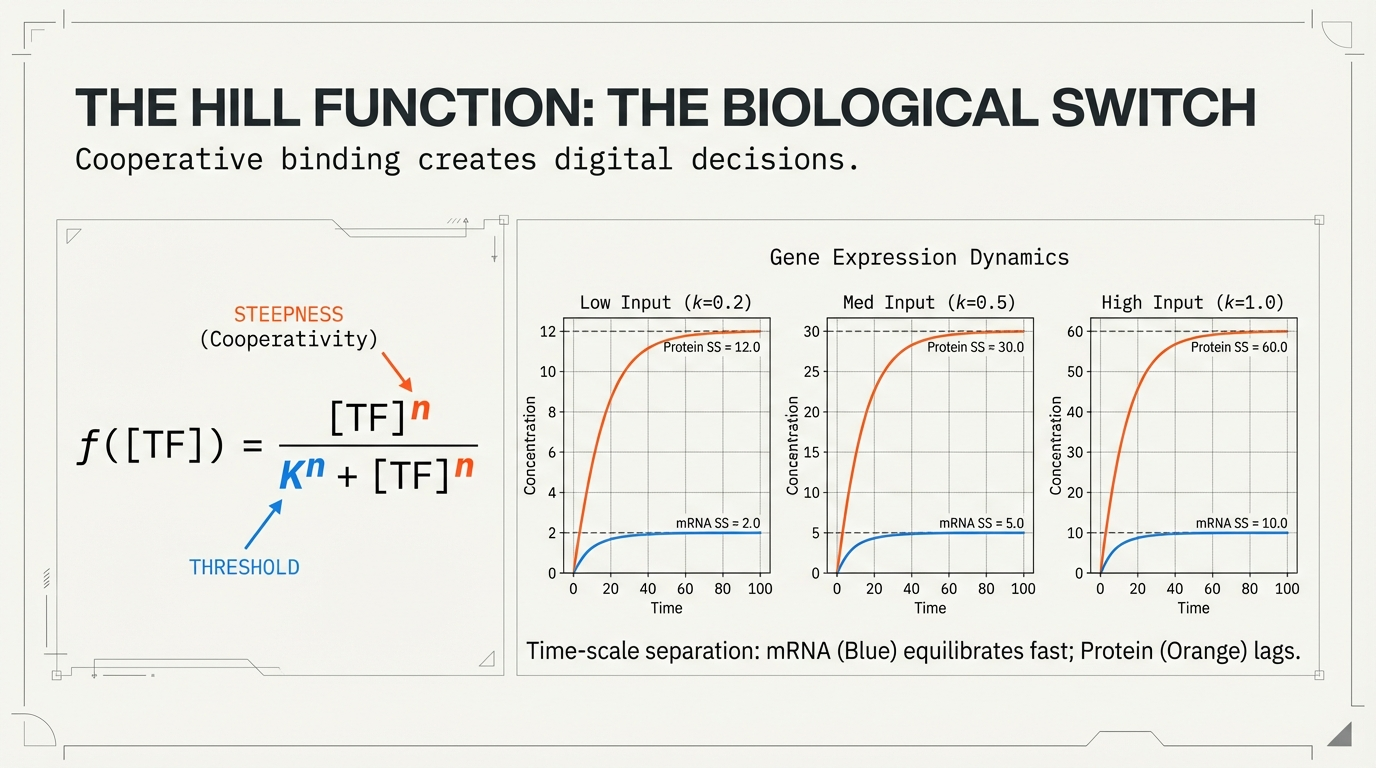 THE HILL FUNCTION: THE BIOLOGICAL SWITCH
Cooperative binding creates digital decisions.
STEEPNESS
(Cooperativity)
f([TF]) = [TF]ⁿ / Kⁿ + [TF]ⁿ
THRESHOLD
Gene Expression Dynamics
Low Input (k=0.2)
Concentration
12
10
8
6
4
2
0
Protein SS = 12.0
mRNA SS = 2.0
0 20 40 60 80 100
Time
Med Input (k=0.5)
Concentration
30
25
20
15
10
5
0
Protein SS = 30.0
mRNA SS = 5.0
0 20 40 60 80 100
Time
High Input (k=1.0)
Concentration
60
50
40
30
20
10
0
Protein SS = 60.0
mRNA SS = 10.0
0 20 40 60 80 100
Time
Time-scale separation: mRNA (Blue) equilibrates fast; Protein (Orange) lags.